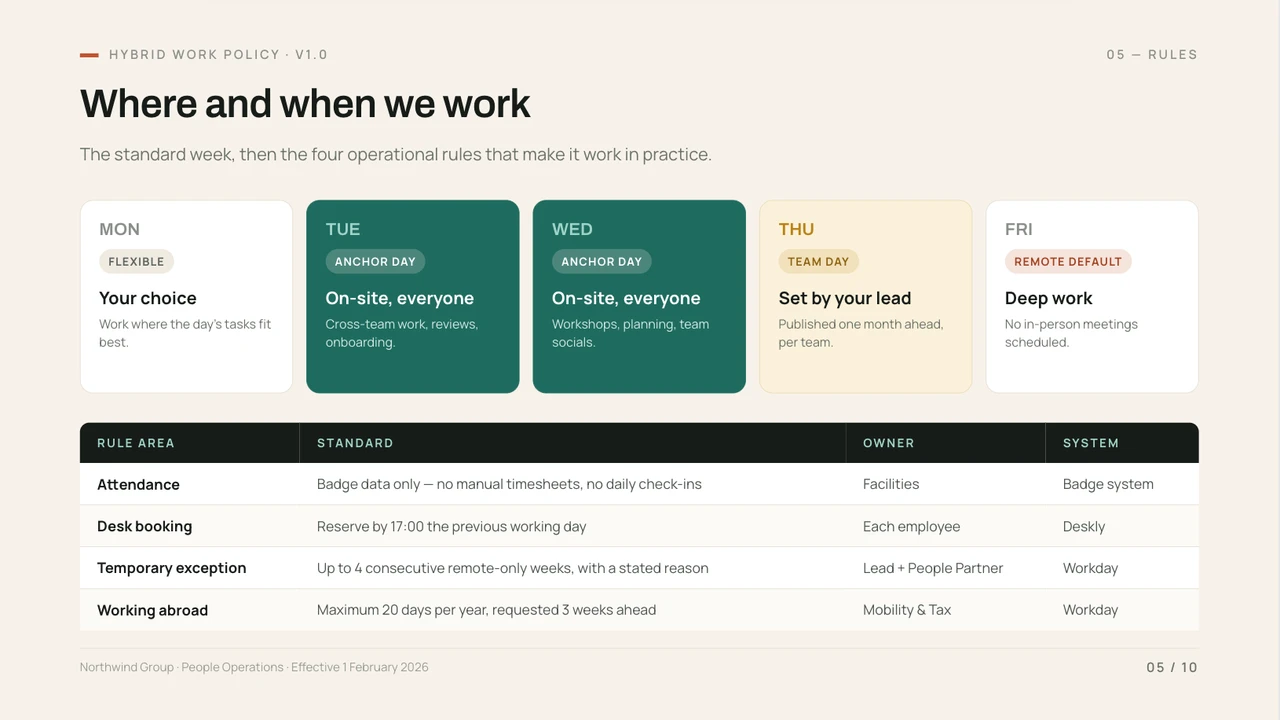 HYBRID WORK POLICY · V1.0
05 — RULES
Where and when we work
The standard week, then the four operational rules that make it work in practice.
MON
FLEXIBLE
Your choice
Work where the day's tasks fit
best.
TUE
ANCHOR DAY
On-site, everyone
Cross-team work, reviews,
onboarding.
WED
ANCHOR DAY
On-site, everyone
Workshops, planning, team
socials.
THU
TEAM DAY
Set by your lead
Published one month ahead,
per team.
FRI
REMOTE DEFAULT
Deep work
No in-person meetings
scheduled.
RULE AREA STANDARD OWNER SYSTEM
Attendance Badge data only — no manual timesheets, no daily check-ins Facilities Badge system
Desk booking Reserve by 17:00 the previous working day Each employee Deskly
Temporary exception Up to 4 consecutive remote-only weeks, with a stated reason Lead + People Partner Workday
Working abroad Maximum 20 days per year, requested 3 weeks ahead Mobility & Tax Workday
Northwind Group · People Operations · Effective 1 February 2026
05 / 10